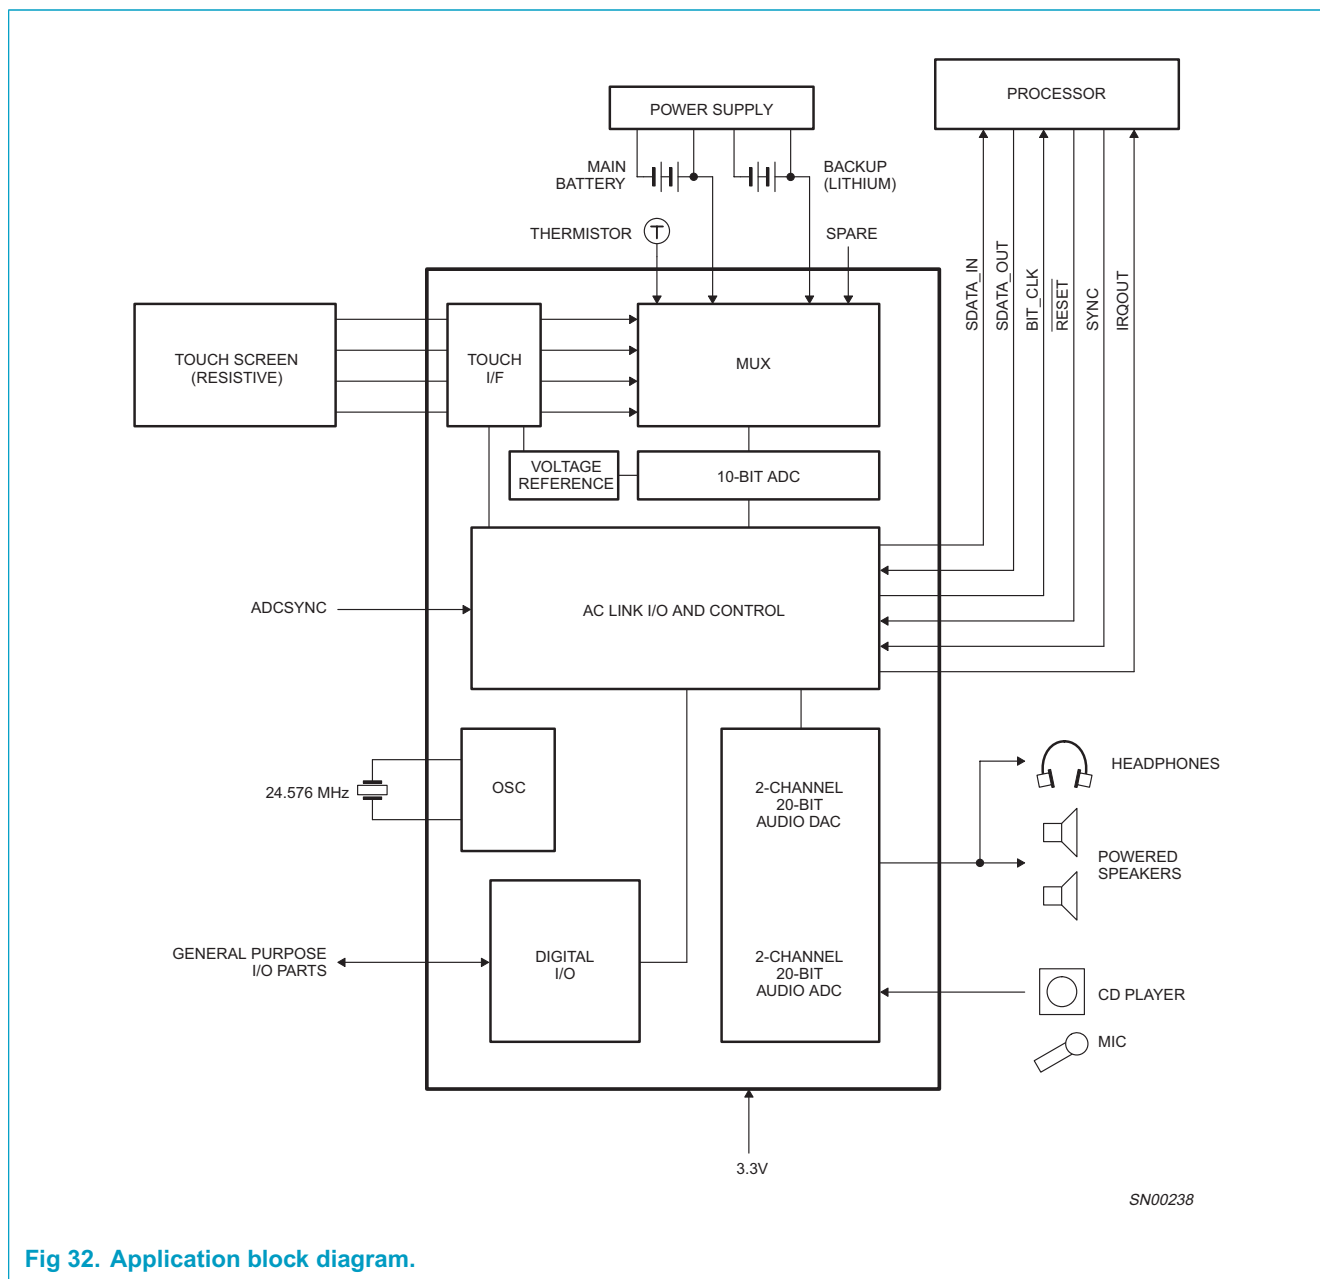 POWER SUPPLY
PROCESSOR
MAIN
BATTERY
BACKUP
(LITHIUM)
THERMISTOR
T
SPARE
SDATA_IN
SDATA_OUT
BIT_CLK
RESET
SYNC
IRQOUT
TOUCH SCREEN
(RESISTIVE)
TOUCH
I/F
MUX
VOLTAGE
REFERENCE
10-BIT ADC
ADCSYNC
AC LINK I/O AND CONTROL
24.576 MHz
OSC
2-CHANNEL
20-BIT
AUDIO DAC
HEADPHONES
POWERED
SPEAKERS
GENERAL PURPOSE
I/O PARTS
DIGITAL
I/O
2-CHANNEL
20-BIT
AUDIO ADC
CD PLAYER
MIC
3.3V
SN00238
Fig 32. Application block diagram.